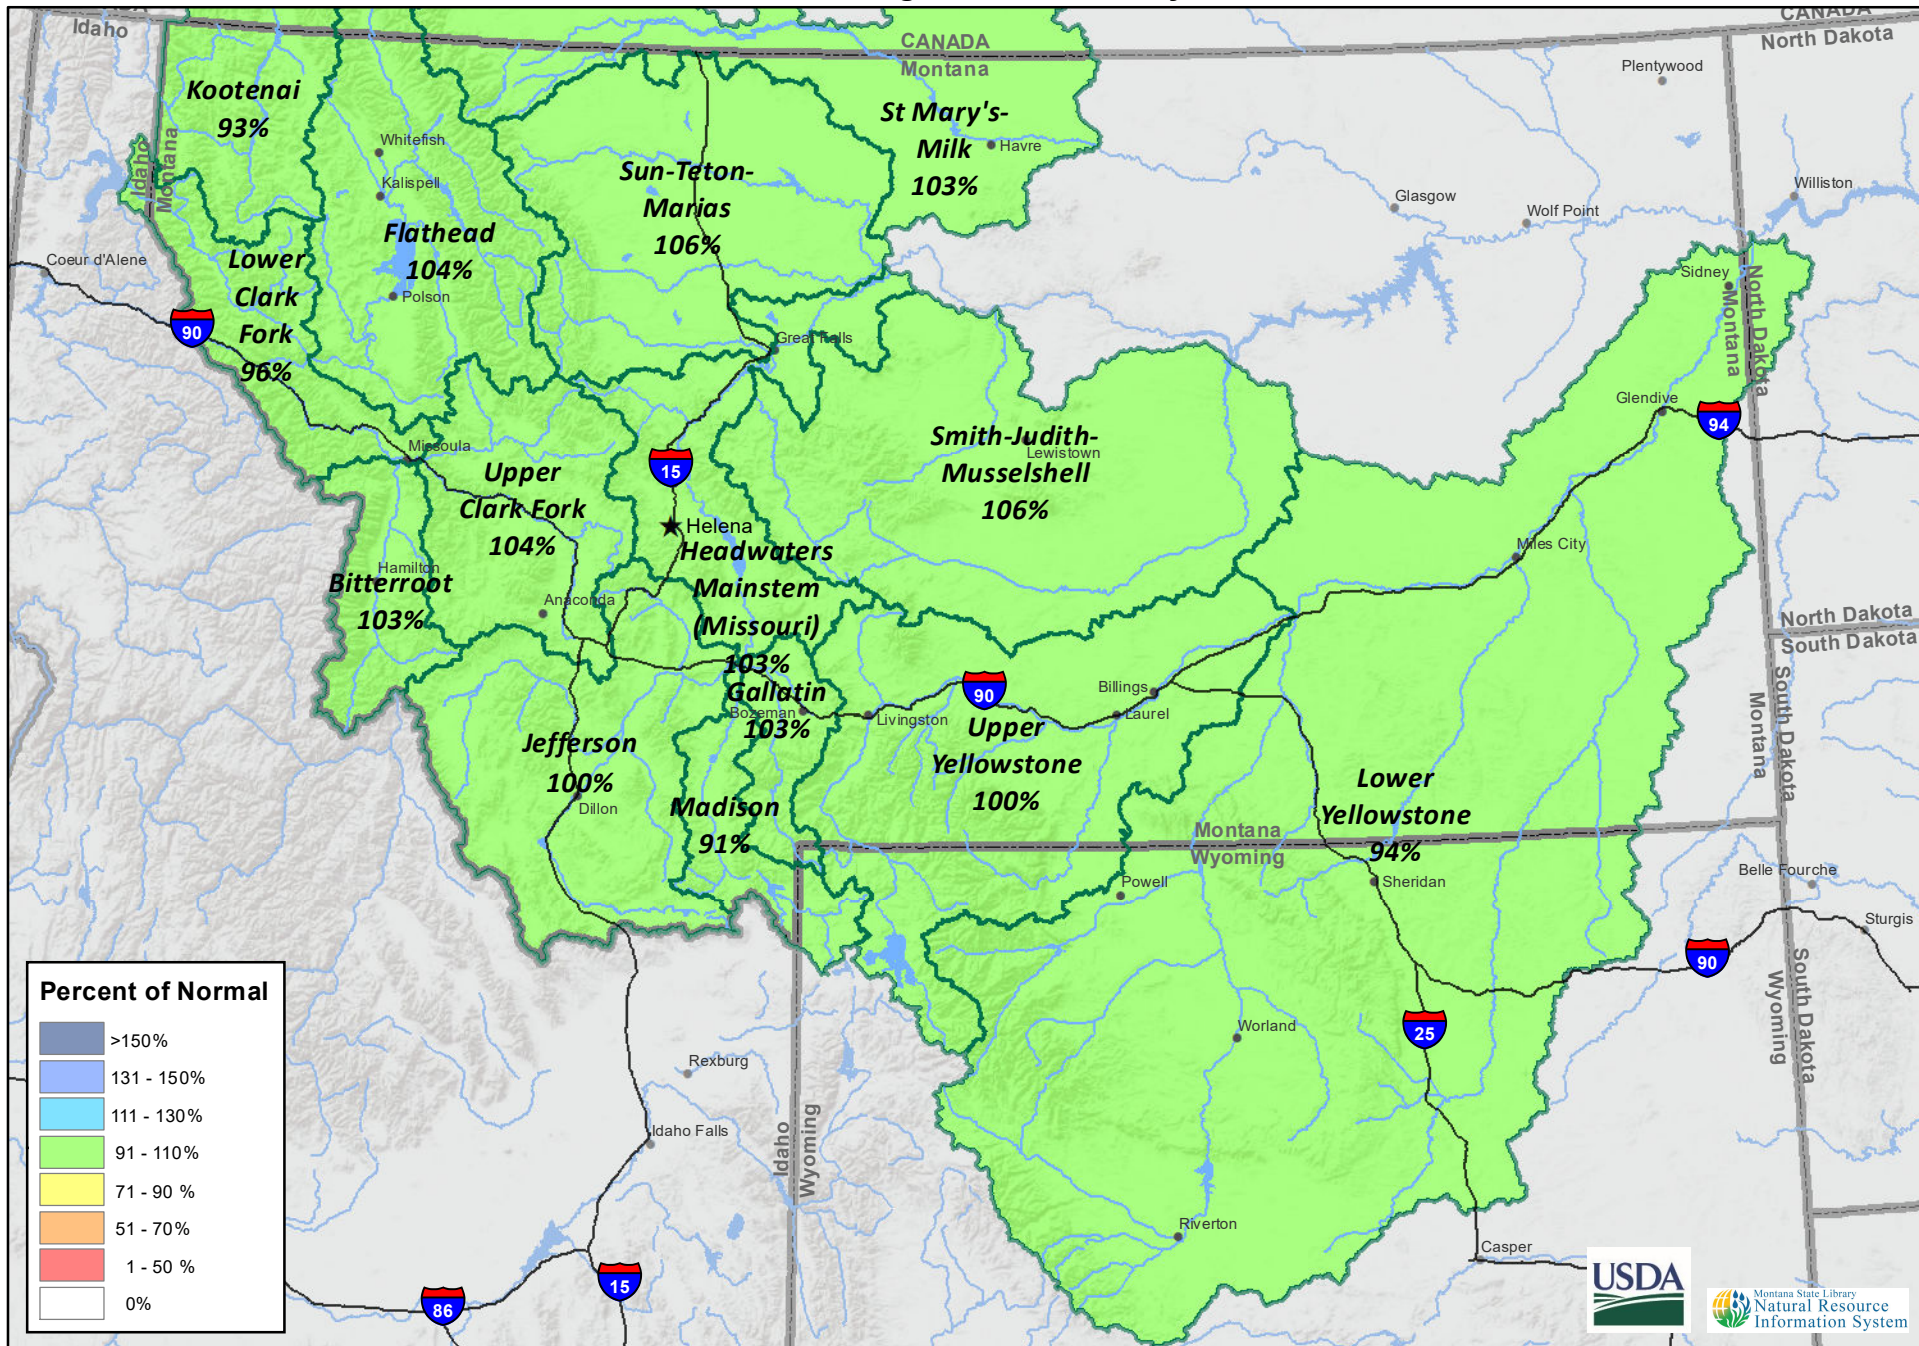 CANADA
Idaho
CANADA
Montana
CANADA
North Dakota
Plentywood
Kootenai
93%
Whitefish
Kalispell
Idaho
Montana
St Mary's-
Milk
103%
Havre
Sun-Teton-
Marias
106%
Glasgow
Wolf Point
Williston
Flathead
104%
Polson
Lower
Clark
Fork
96%
Coeur d'Alene
90
Sidney
North Dakota
Montana
Great Falls
Glendive
94
Missoula
15
Upper
Clark Fork
104%
Smith-Judith-
Lewistown
Musselshell
106%
Helena
Headwaters
Mainstem
(Missouri)
103%
Miles City
Hamilton
Bitterroot
103%
Anaconda
North Dakota
South Dakota
Gallatin
Bozeman
103%
Livingston
90
Billings
Laurel
Upper
Yellowstone
100%
Montana
South Dakota
Jefferson
100%
Dillon
Madison
91%
Lower
Yellowstone
94%
Montana
Wyoming
Powell
Sheridan
Belle Fourche
Sturgis
90
South Dakota
Wyoming
Worland
25
Rexburg
Idaho Falls
Idaho
Wyoming
Riverton
Casper
15
86
Percent of Normal
>150%
131 - 150%
111 - 130%
91 - 110%
71 - 90 %
51 - 70%
1 - 50 %
0%
USDA
Montana State Library
Natural Resource
Information System